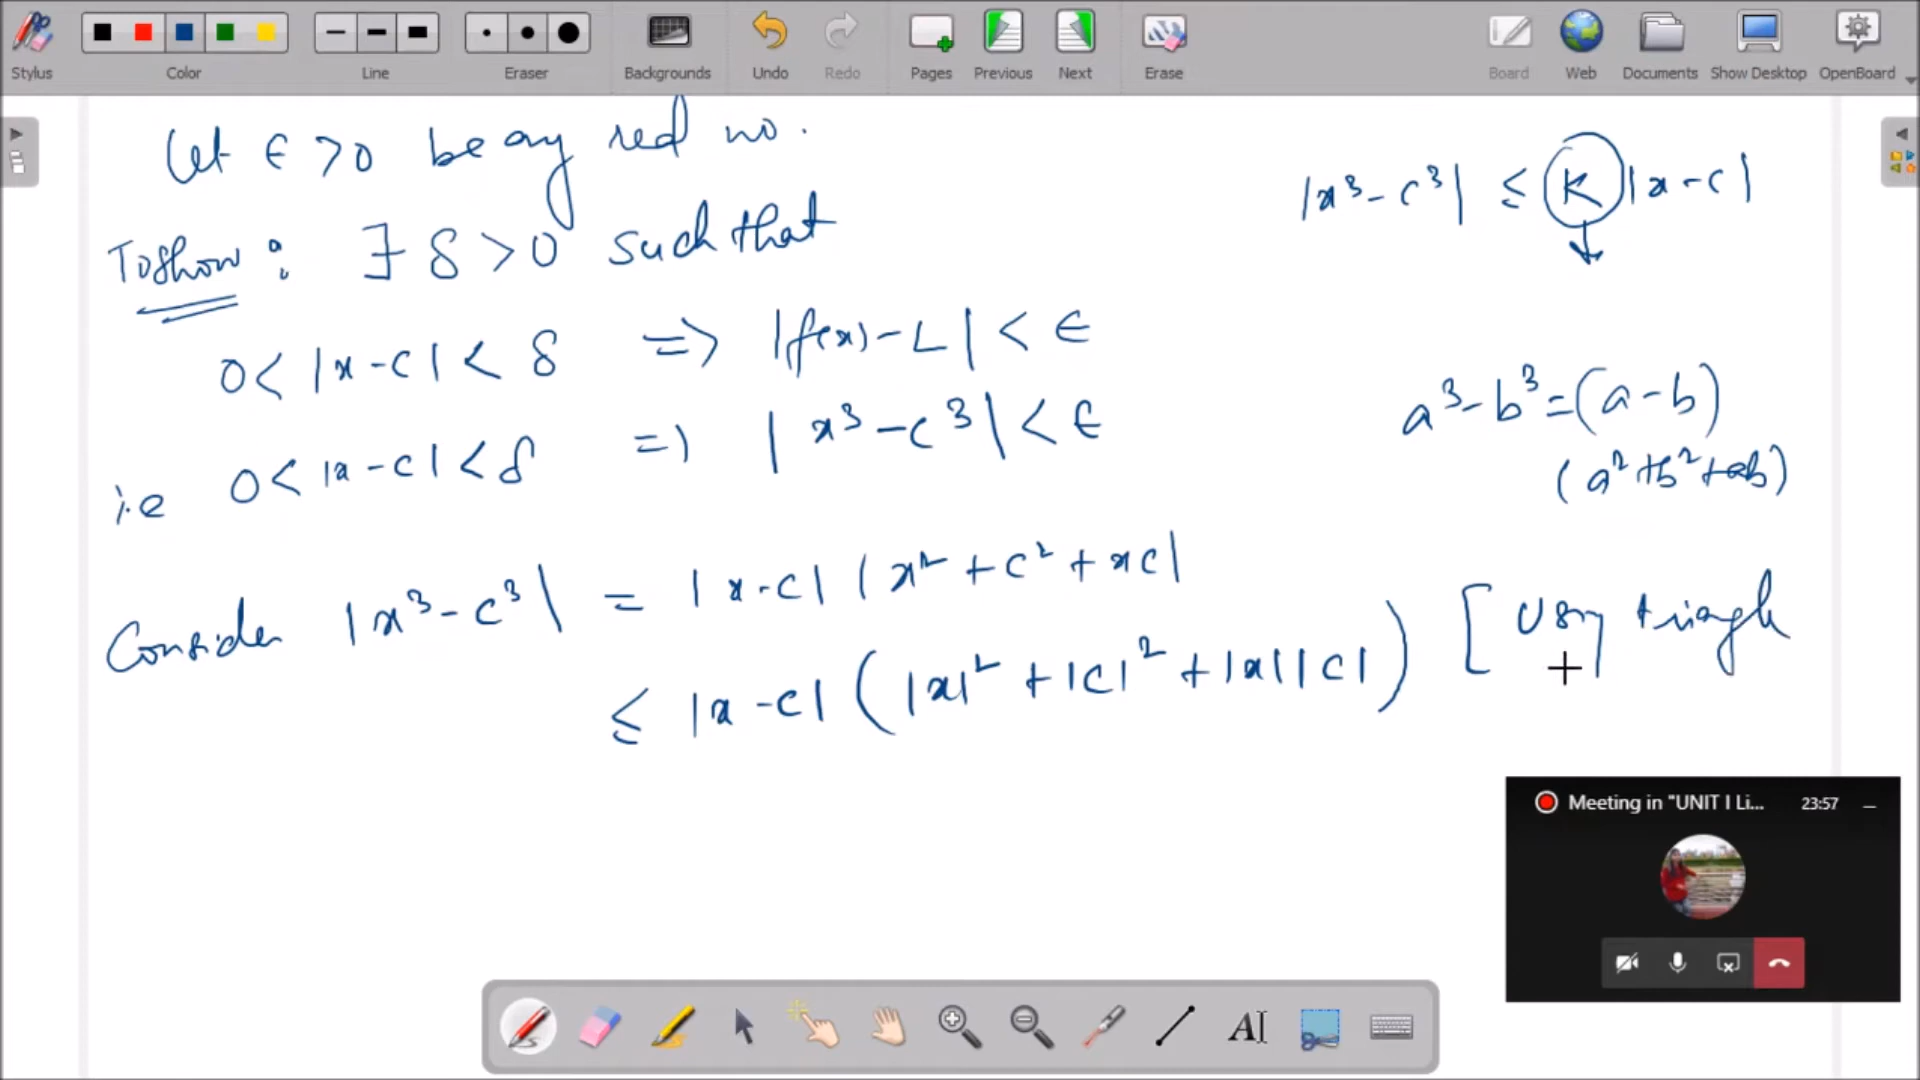 Stylus Color Line Eraser Backgrounds Undo Redo Pages Previous Next Erase Board Web Documents Show Desktop OpenBoard
Let ϵ > 0 be any real no.
To show : ∃ δ > 0 such that
0 < |x - c| < δ => |f(x) - L| < ϵ
i.e 0 < |x - c| < δ => |x³ - c³| < ϵ
Consider |x³ - c³| = |x - c| |x² + c² + xc|
≤ |x - c| (|x|² + |c|² + |x| |c|) [Using triangle
|x³ - c³| ≤ K |x - c|
a³ - b³ = (a - b)
(a² + b² + ab)
Meeting in "UNIT I Li... 23:57
AI